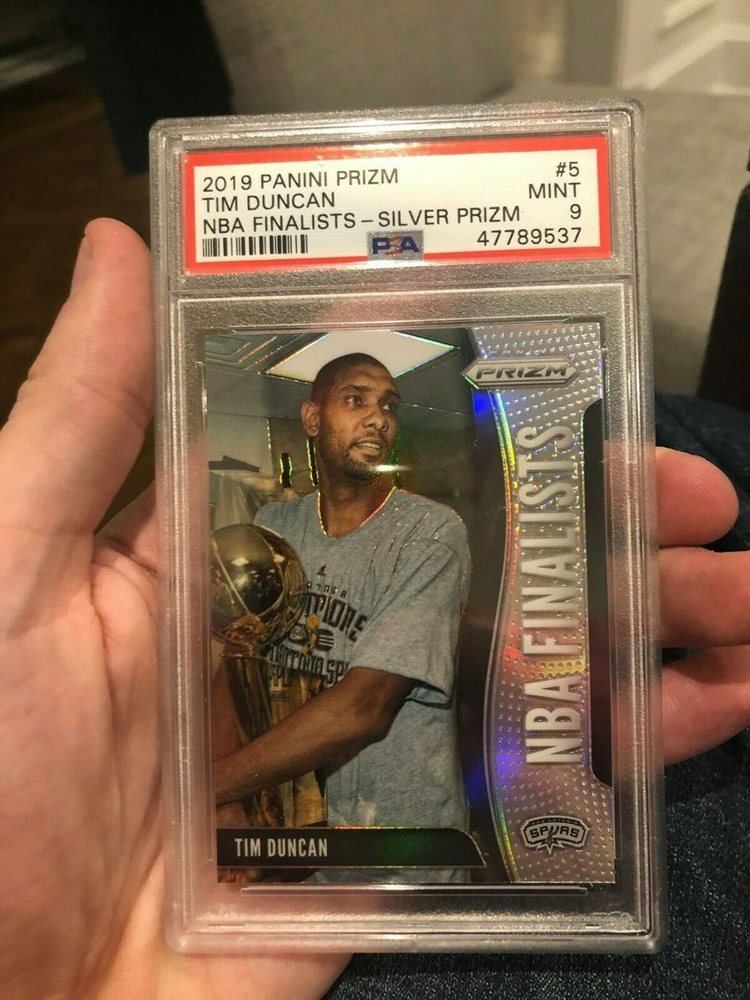 2019 PANINI PRIZM #5
TIM DUNCAN MINT
NBA FINALISTS – SILVER PRIZM 9
PSA 47789537
PRIZM
NBA FINALISTS
NBA
SPURS
TIM DUNCAN